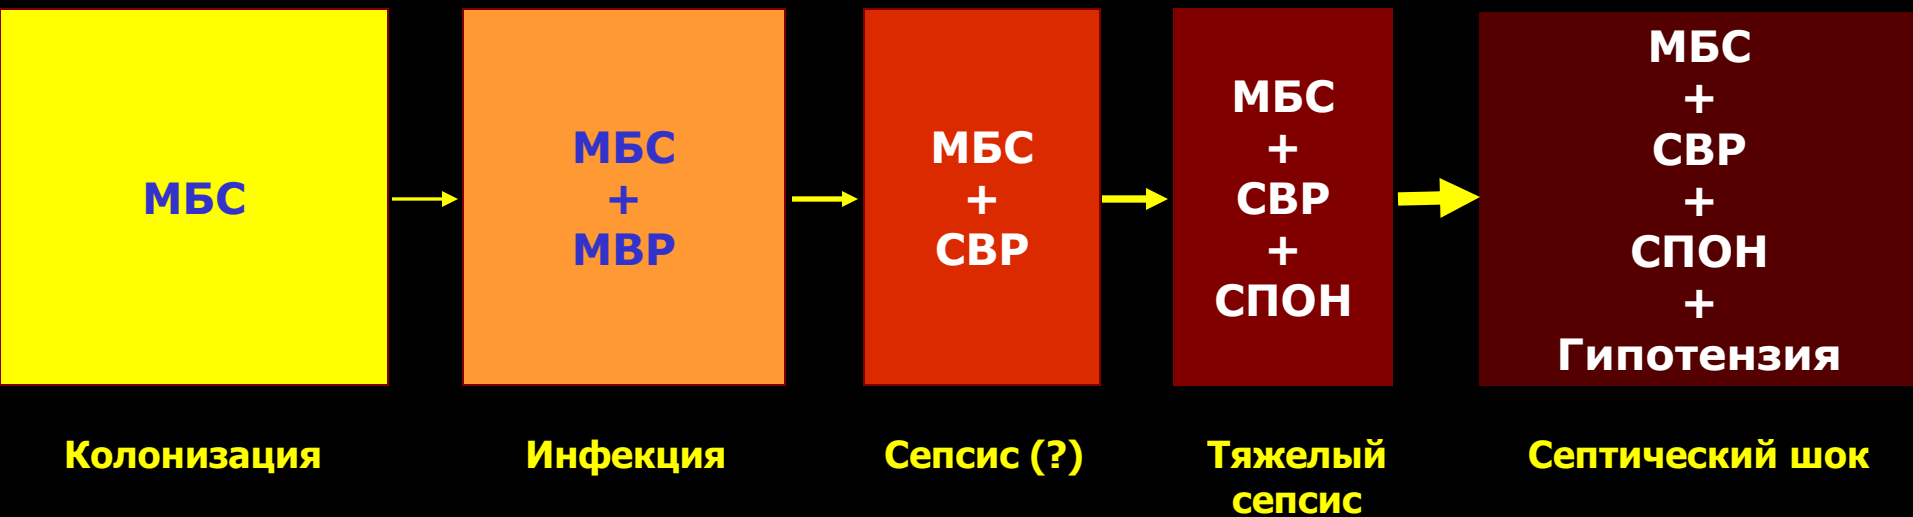 МБС
МБС
+
МВР
МБС
+
СВР
МБС
+
СВР
+
СПОН
МБС
+
СВР
+
СПОН
+
Гипотензия
Колонизация
Инфекция
Сепсис (?)
Тяжелый
сепсис
Септический шок